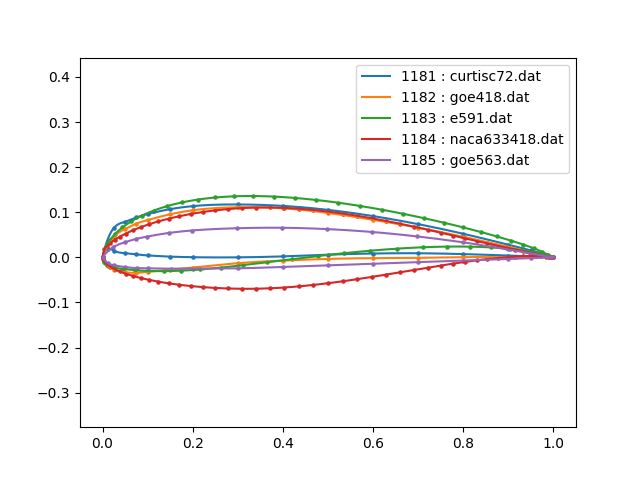 1181 : curtisc72.dat
1182 : goe418.dat
1183 : e591.dat
1184 : naca633418.dat
1185 : goe563.dat
0.4
0.3
0.2
0.1
0.0
−0.1
−0.2
−0.3
0.0 0.2 0.4 0.6 0.8 1.0